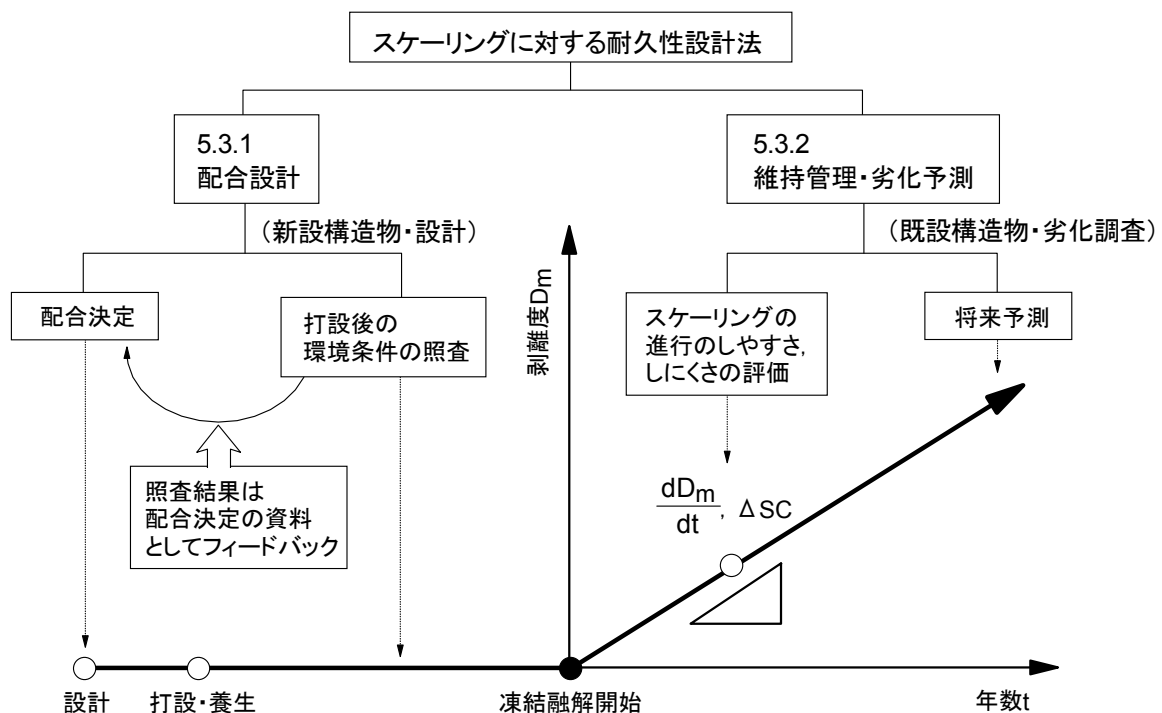 スケーリングに対する耐久性設計法
5.3.1
配合設計
5.3.2
維持管理・劣化予測
(新設構造物・設計)
(既設構造物・劣化調査)
配合決定
打設後の
環境条件の照査
剥離度Dm
スケーリングの
進行のしやすさ,
しにくさの評価
将来予測
照査結果は
配合決定の資料
としてフィードバック
dDm
dt
, ΔSC
設計
打設・養生
凍結融解開始
年数t